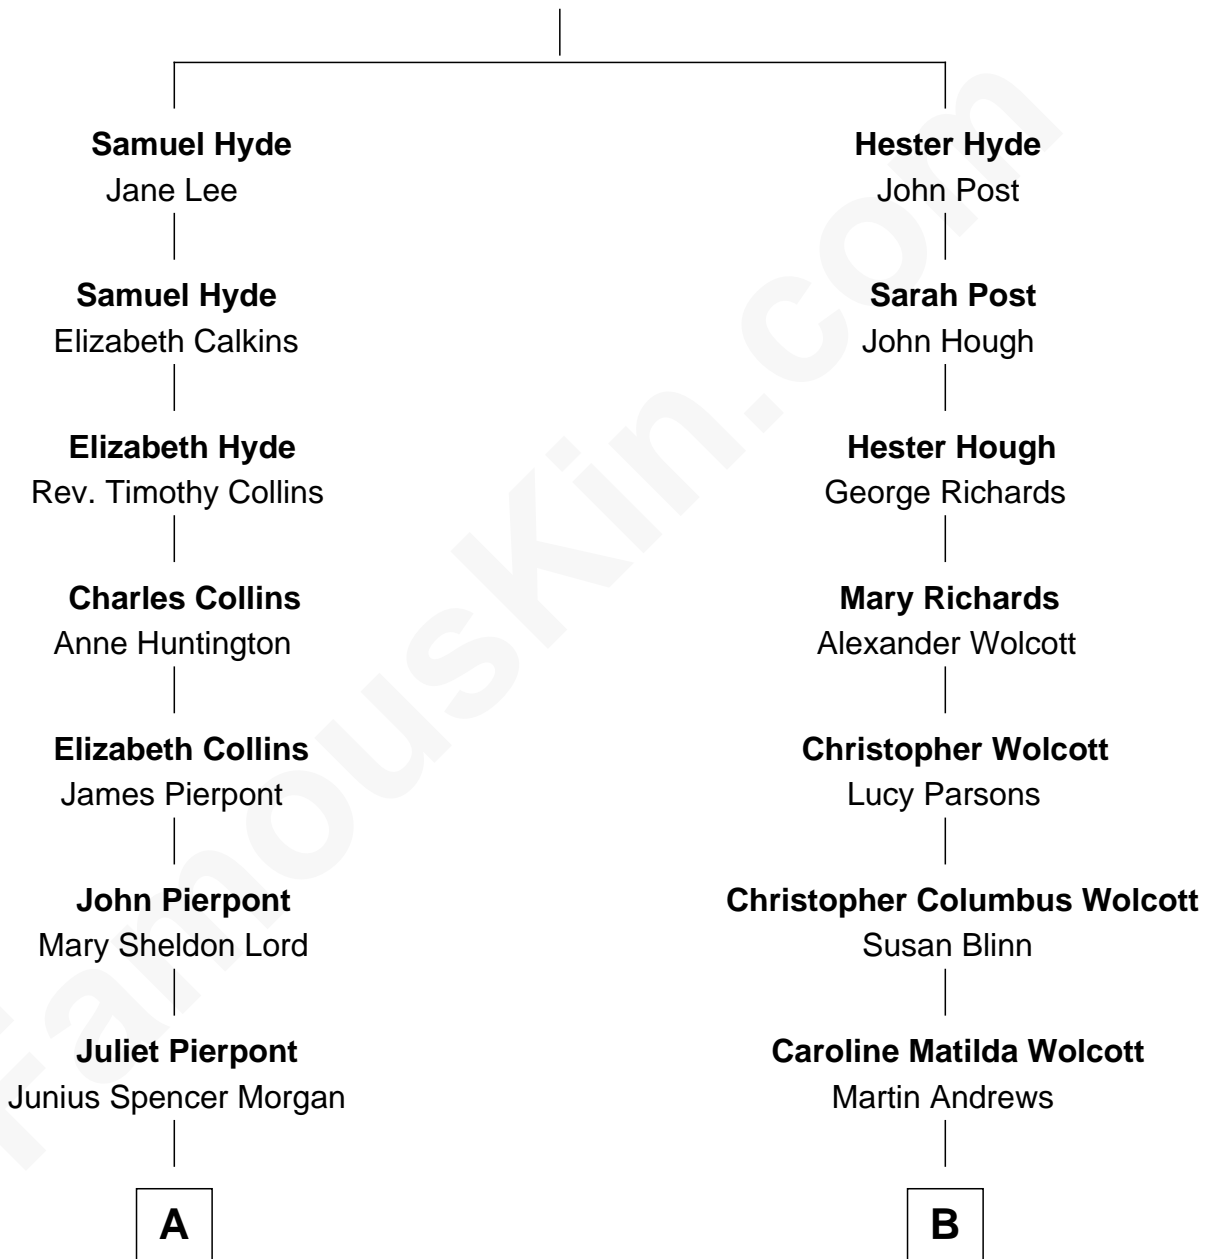 Samuel Hyde
Jane Lee
Hester Hyde
John Post
Samuel Hyde
Elizabeth Calkins
Sarah Post
John Hough
Elizabeth Hyde
Rev. Timothy Collins
Hester Hough
George Richards
Charles Collins
Anne Huntington
Mary Richards
Alexander Wolcott
Elizabeth Collins
James Pierpont
Christopher Wolcott
Lucy Parsons
John Pierpont
Mary Sheldon Lord
Christopher Columbus Wolcott
Susan Blinn
Juliet Pierpont
Junius Spencer Morgan
Caroline Matilda Wolcott
Martin Andrews
A
B
FamousKin.com